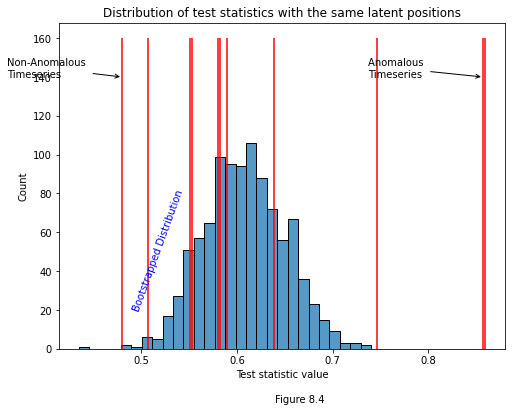 Distribution of test statistics with the same latent positions
160
Non-Anomalous
Timeseries
Anomalous
Timeseries
140
120
100
80
60
40
20
0
Count
Bootstrapped Distribution
0.5
0.6
0.7
0.8
Test statistic value
Figure 8.4